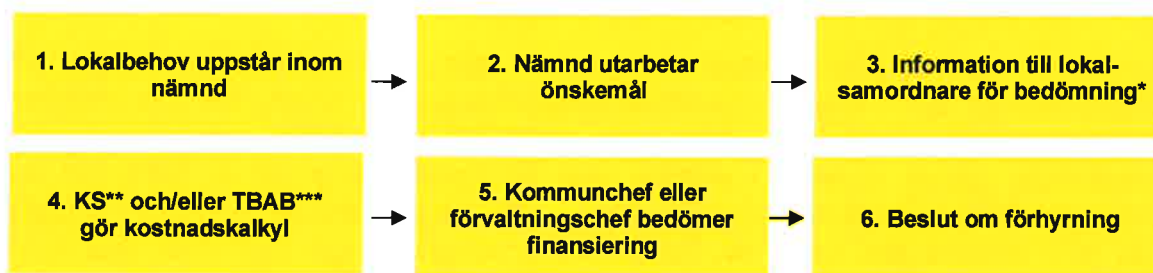 1. Lokalbehov uppstår inom
nämnd
2. Nämnd utarbetar
önskemål
3. Information till lokal-
samordnare för bedömning*
4. KS** och/eller TBAB***
gör kostnadskalkyl
5. Kommunchef eller
förvaltningschef bedömer
finansiering
6. Beslut om förhyrning